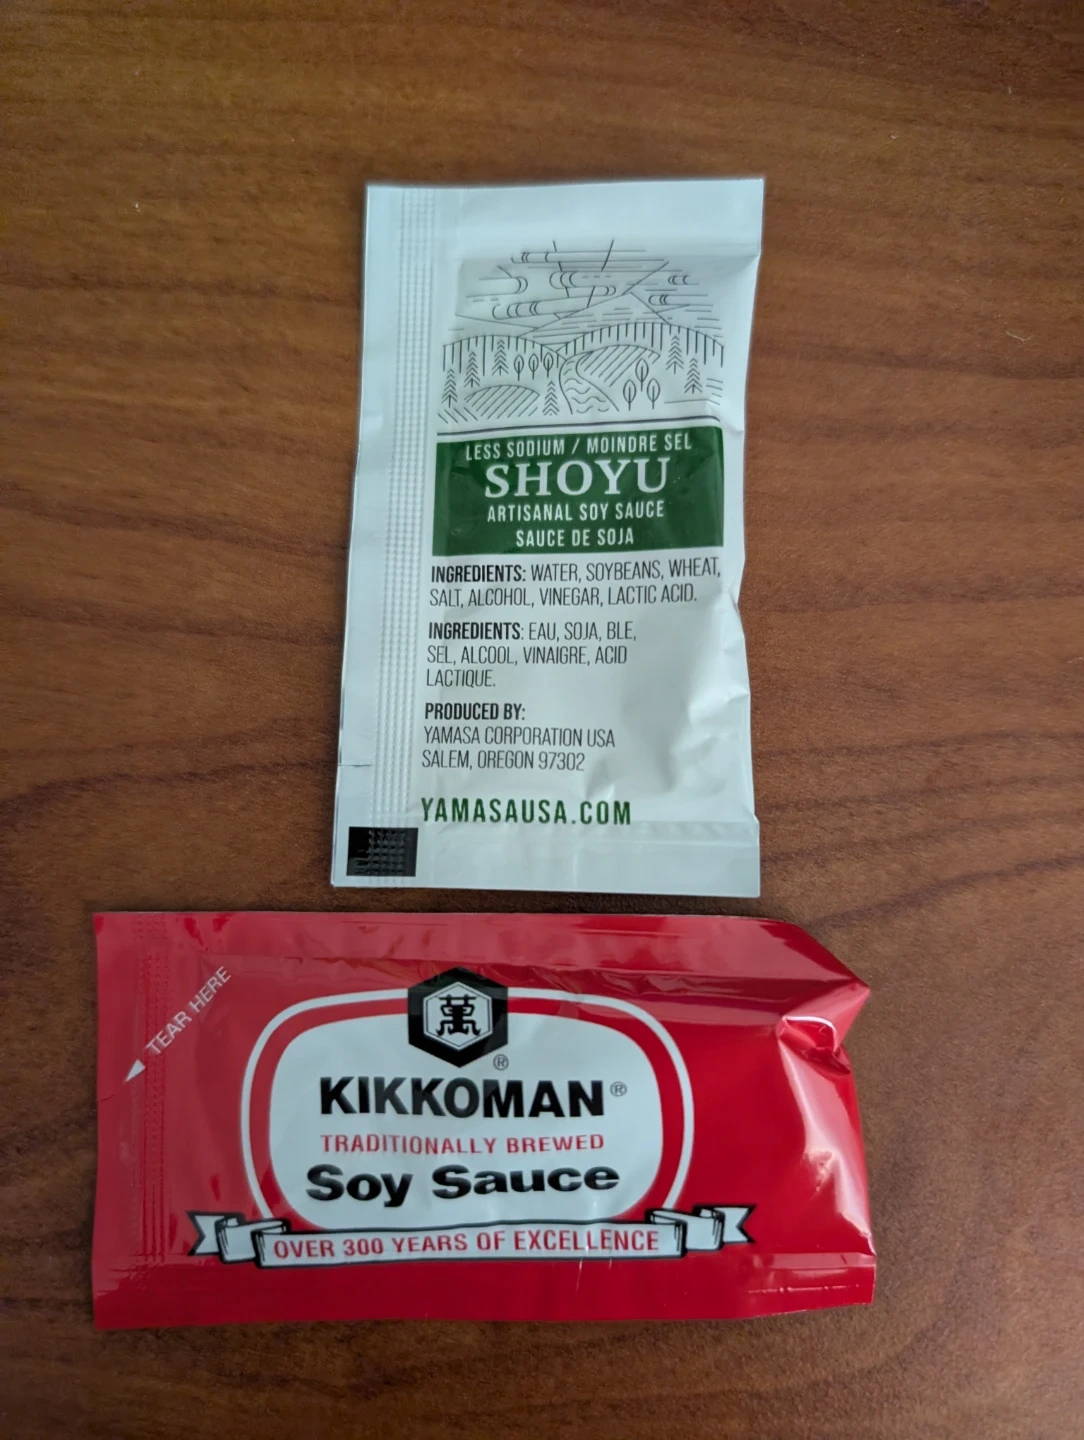 LESS SODIUM / MOINDRE SEL
SHOYU
ARTISANAL SOY SAUCE
SAUCE DE SOJA
INGREDIENTS: WATER, SOYBEANS, WHEAT,
SALT, ALCOHOL, VINEGAR, LACTIC ACID.
INGREDIENTS: EAU, SOJA, BLE,
SEL, ALCOOL, VINAIGRE, ACID
LACTIQUE.
PRODUCED BY:
YAMASA CORPORATION USA
SALEM, OREGON 97302
YAMASAUSA.COM
TEAR HERE
萬
®
KIKKOMAN®
TRADITIONALLY BREWED
Soy Sauce
OVER 300 YEARS OF EXCELLENCE